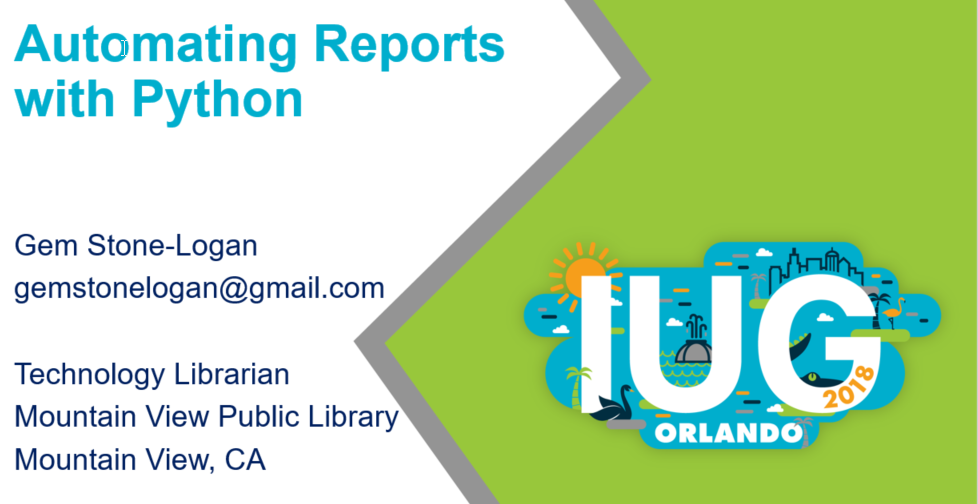 Automating Reports
with Python
Gem Stone-Logan
gemstonelogan@gmail.com
Technology Librarian
Mountain View Public Library
Mountain View, CA
IUG
2018
ORLANDO